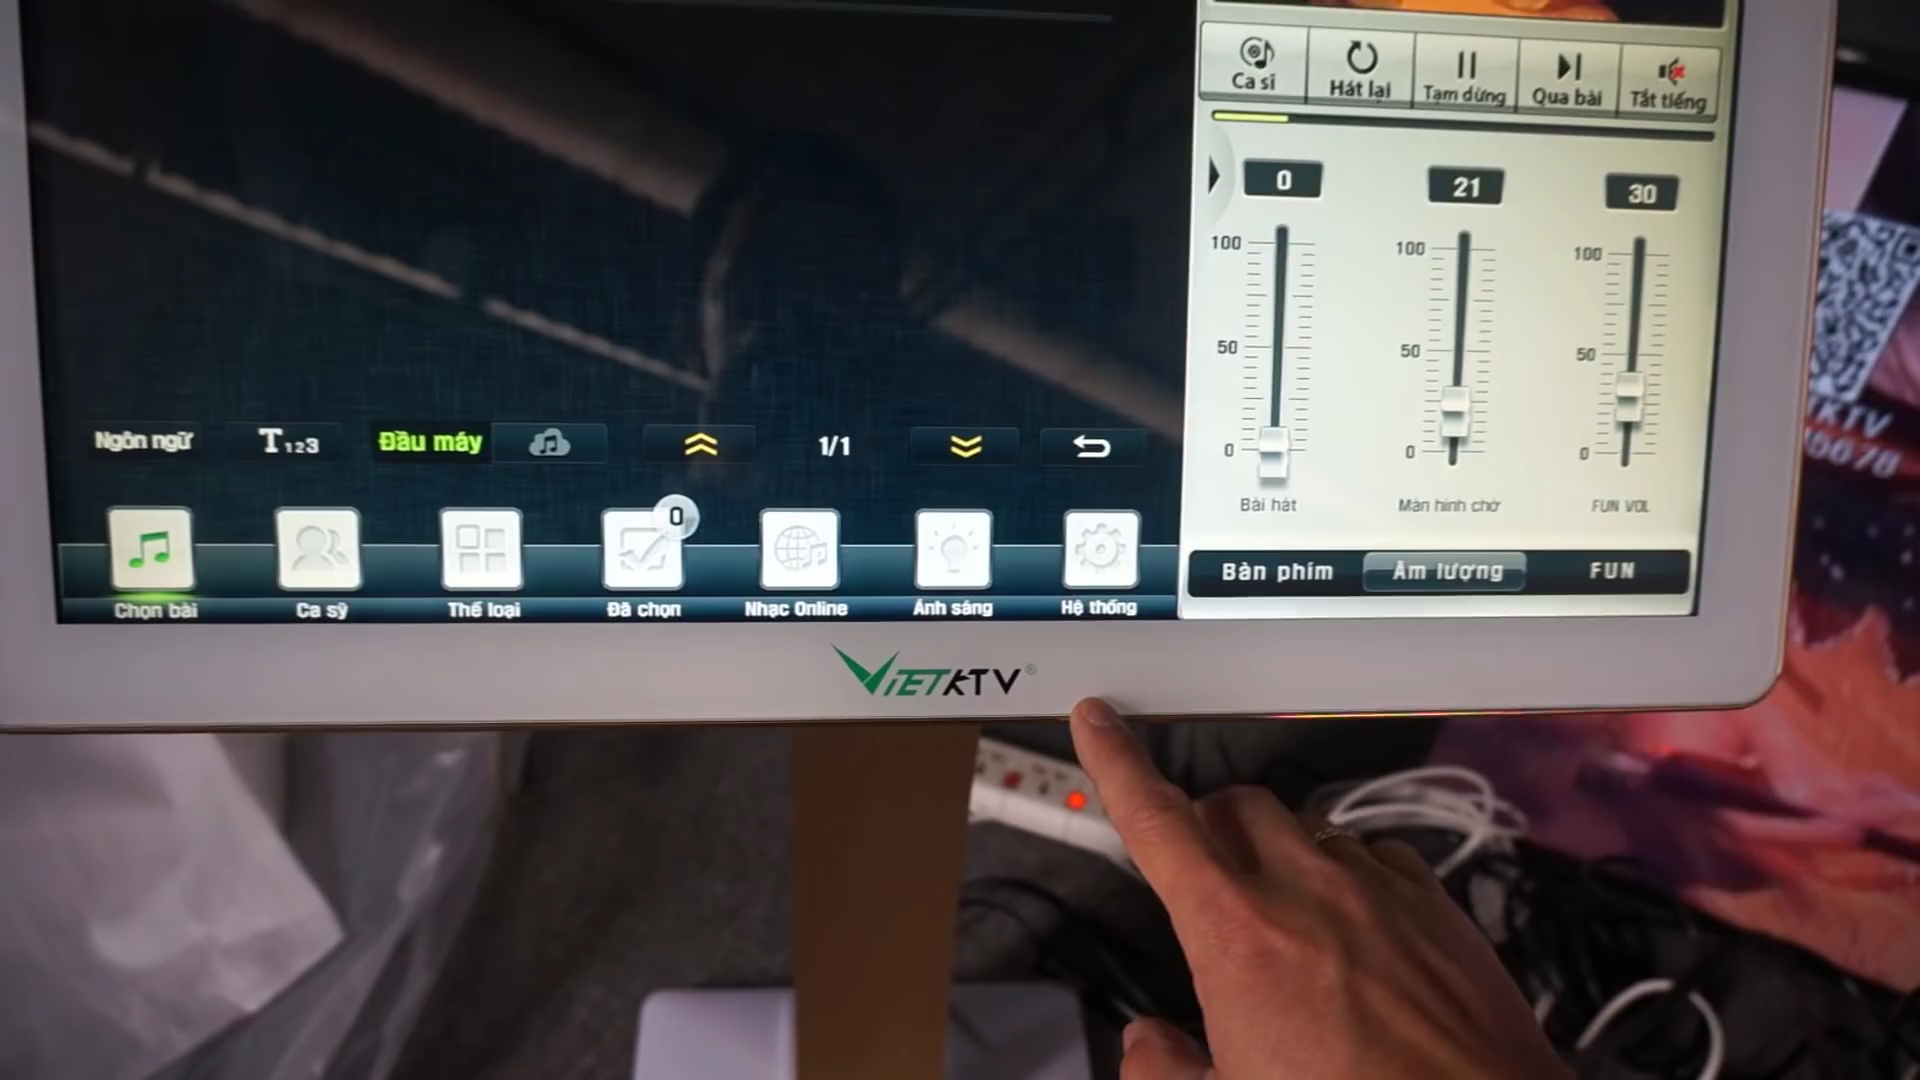 Ca sĩ
Hát lại
Tạm dừng
Qua bài
Tắt tiếng
0
21
30
100
100
100
50
50
50
0
0
0
Bài hát
Màn hình chờ
FUN VOL
Bàn phím
Âm lượng
FUN
Ngôn ngữ
T123
Đầu máy
1/1
0
Chọn bài
Ca sỹ
Thể loại
Đã chọn
Nhạc Online
Ánh sáng
Hệ thống
VIETKTV®
KTV